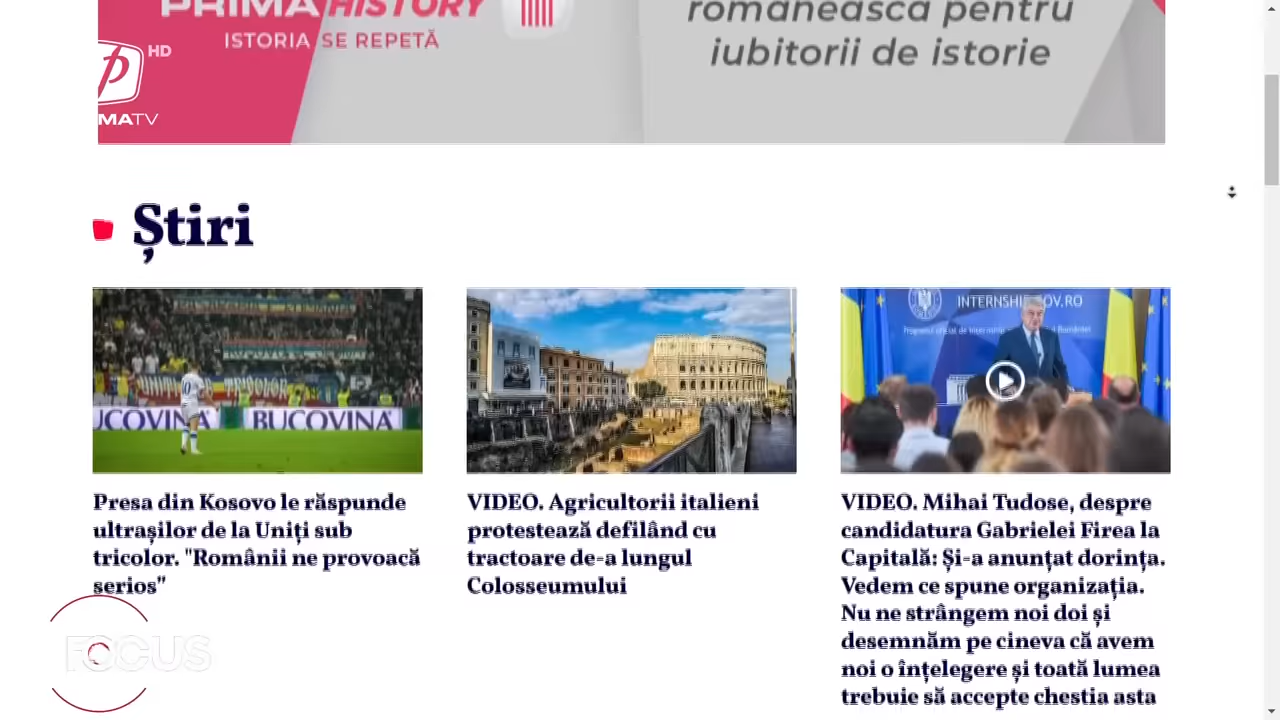 PRIMA HISTORY
ISTORIA SE REPETĂ
românească pentru
iubitorii de istorie
HD
MATV
Știri
UCOVINA BUCOVINA
INTERNSHIP.GOV.RO
Presa din Kosovo le răspunde
ultrașilor de la Uniți sub
tricolor. "Românii ne provoacă
serios"
VIDEO. Agricultorii italieni
protestează defilând cu
tractoare de-a lungul
Colosseumului
VIDEO. Mihai Tudose, despre
candidatura Gabrielei Firea la
Capitală: Și-a anunțat dorința.
Vedem ce spune organizația.
Nu ne strângem noi doi și
desemnăm pe cineva că avem
noi o înțelegere și toată lumea
trebuie să accepte chestia asta
FOCUS